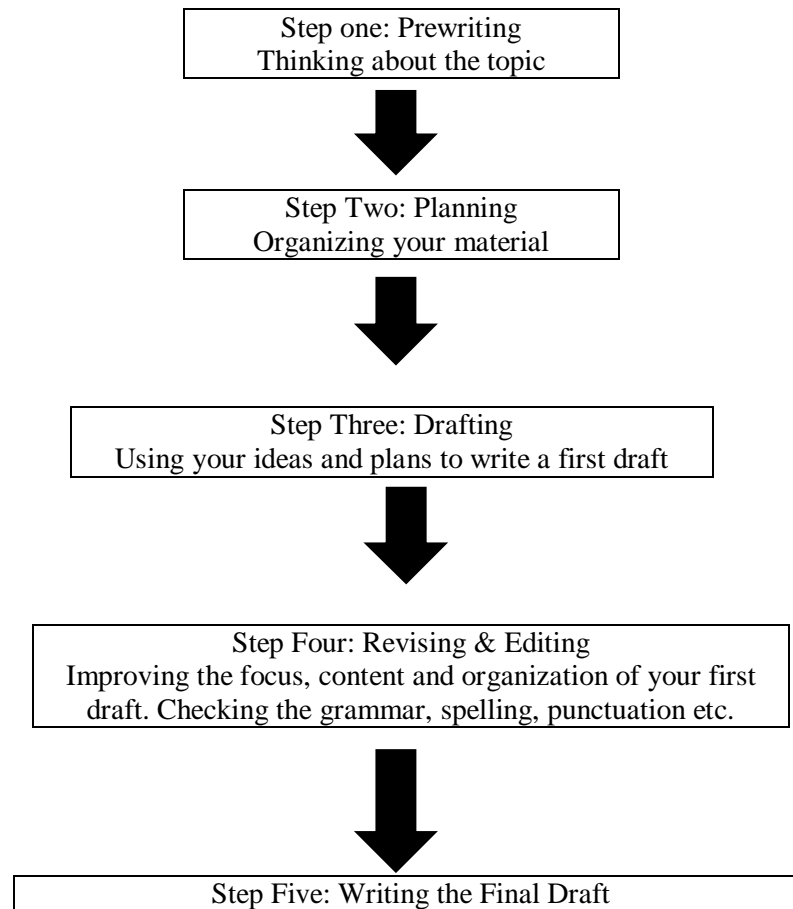 Step one: Prewriting
Thinking about the topic
Step Two: Planning
Organizing your material
Step Three: Drafting
Using your ideas and plans to write a first draft
Step Four: Revising & Editing
Improving the focus, content and organization of your first
draft. Checking the grammar, spelling, punctuation etc.
Step Five: Writing the Final Draft